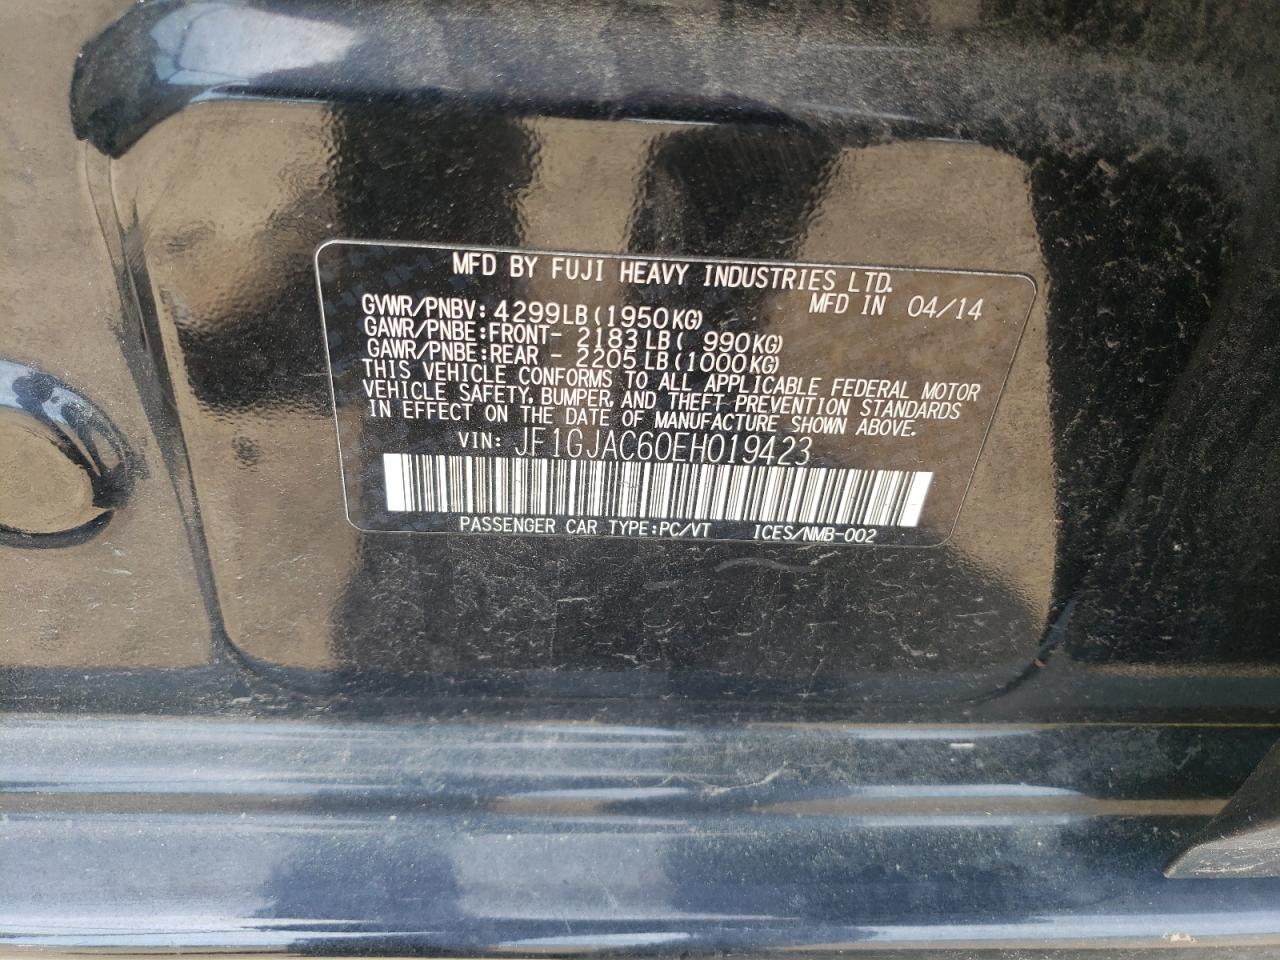 MFD BY FUJI HEAVY INDUSTRIES LTD.
MFD IN 04/14
GVWR/PNBV: 4299LB (1950KG)
GAWR/PNBE:FRONT- 2183LB ( 990KG)
GAWR/PNBE:REAR - 2205LB (1000KG)
THIS VEHICLE CONFORMS TO ALL APPLICABLE FEDERAL MOTOR
VEHICLE SAFETY, BUMPER, AND THEFT PREVENTION STANDARDS
IN EFFECT ON THE DATE OF MANUFACTURE SHOWN ABOVE.
VIN: JF1GJAC60EH019423
PASSENGER CAR TYPE:PC/VT ICES/NMB-002